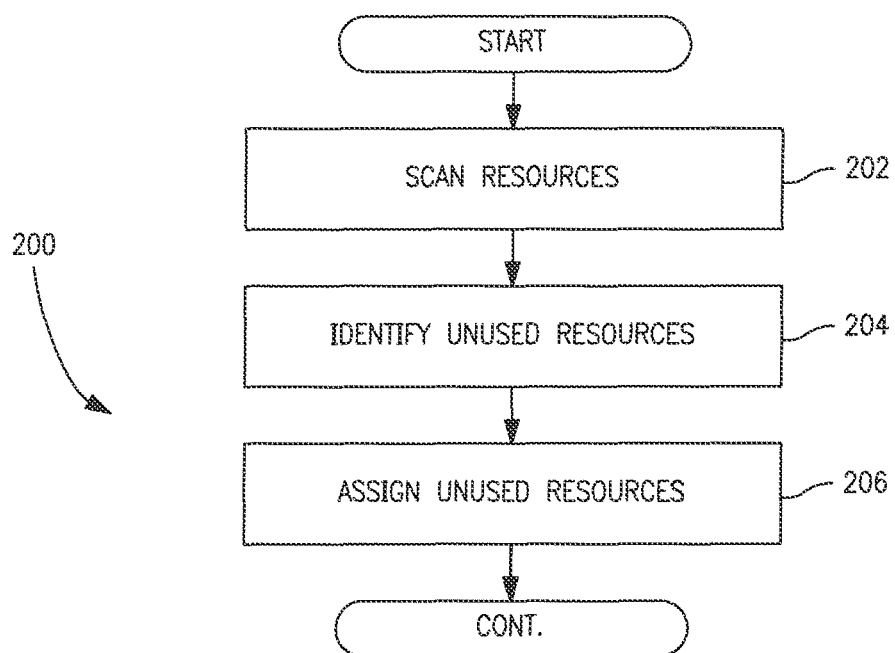 START
SCAN RESOURCES
202
200
IDENTIFY UNUSED RESOURCES
204
ASSIGN UNUSED RESOURCES
206
CONT.